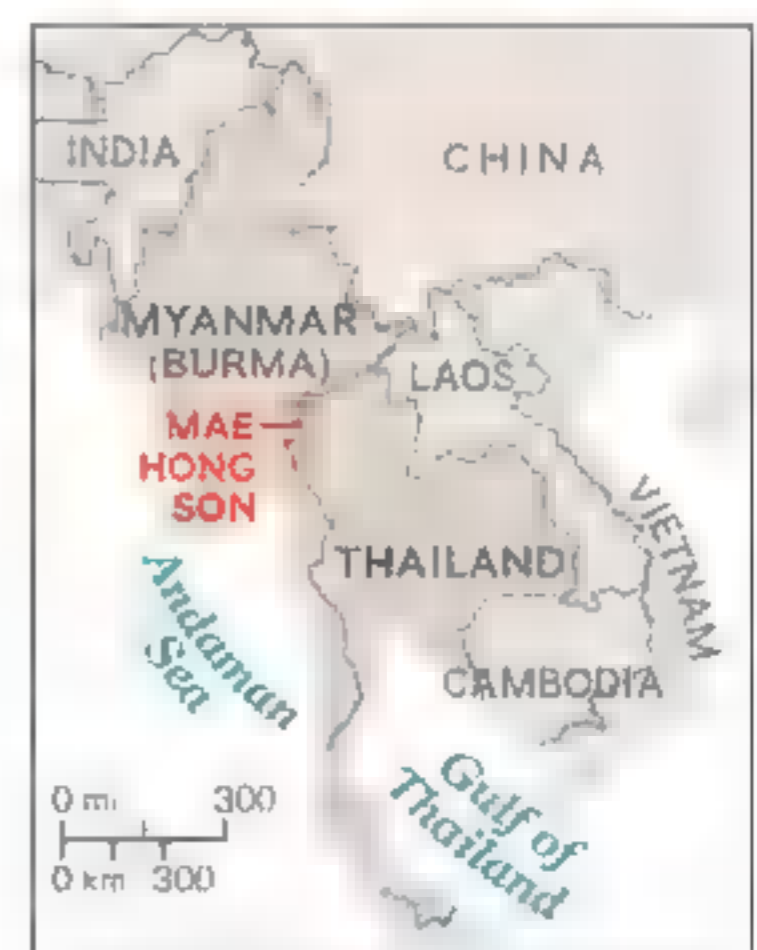 INDIA
CHINA
MYANMAR
(BURMA)
LAOS
MAE
HONG
SON
VIETNAM
THAILAND
Andaman
Sea
CAMBODIA
Gulf of
Thailand
0 mi 300
0 km 300